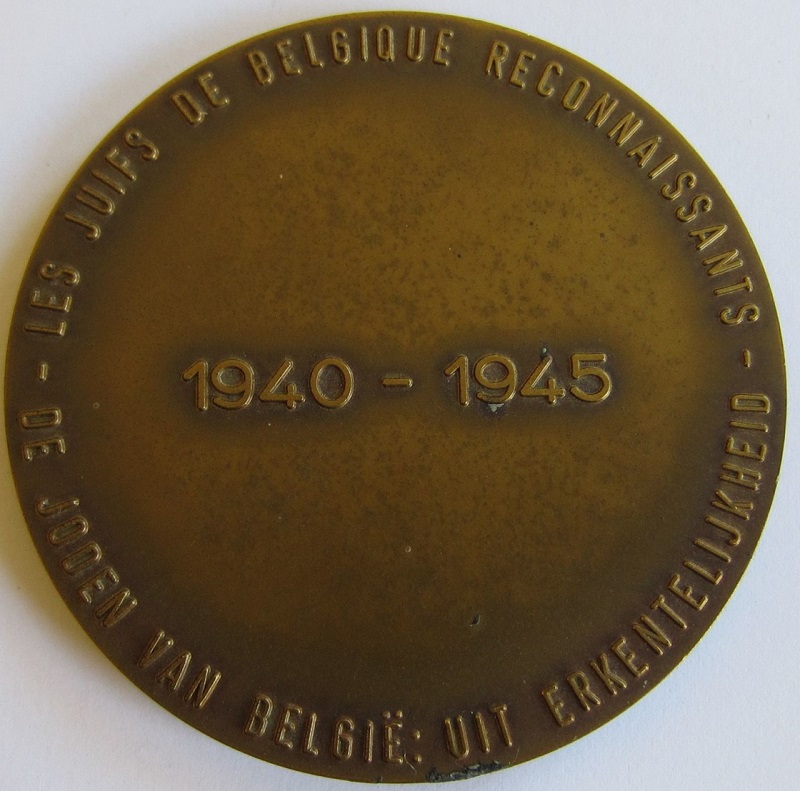 - LES JUIFS DE BELGIQUE RECONNAISSANTS -
1940 - 1945
DE JODEN VAN BELGIË: UIT ERKENTELIJKHEID